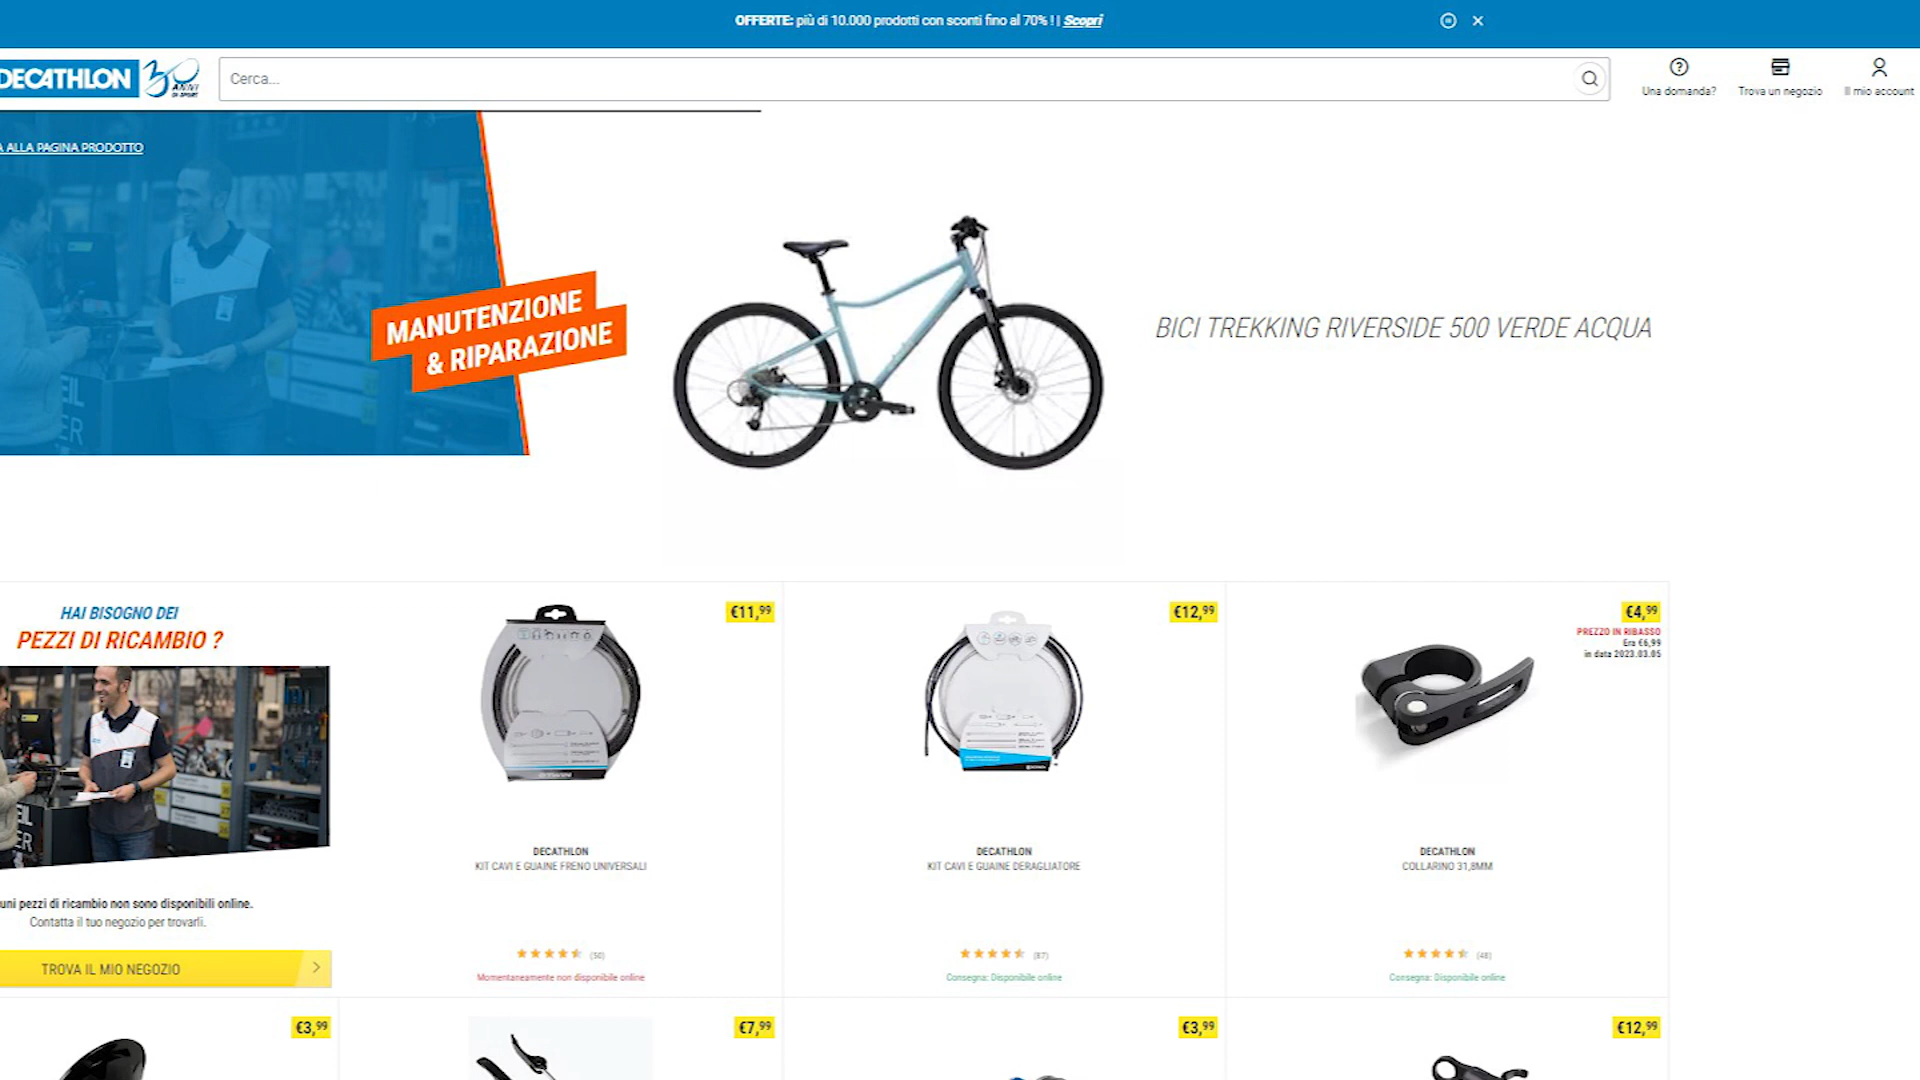 OFFERTE: più di 10.000 prodotti con sconti fino al 70% ! | Scopri
DECATHLON
30 ANNI DI SPORT
Cerca...
Una domanda?
Trova un negozio
Il mio account
ALLA PAGINA PRODOTTO
MANUTENZIONE
& RIPARAZIONE
BICI TREKKING RIVERSIDE 500 VERDE ACQUA
HAI BISOGNO DEI
PEZZI DI RICAMBIO ?
uni pezzi di ricambio non sono disponibili online.
Contatta il tuo negozio per trovarli.
TROVA IL MIO NEGOZIO
€11,99
DECATHLON
KIT CAVI E GUAINE FRENO UNIVERSALI
(50)
Momentaneamente non disponibile online
€12,99
DECATHLON
KIT CAVI E GUAINE DERAGLIATORE
(87)
Consegna: Disponibile online
€4,99
PREZZO IN RIBASSO
Era €6,99
in data 2023.03.05
DECATHLON
COLLARINO 31,8MM
(48)
Consegna: Disponibile online
€3,99
€7,99
€3,99
€12,99